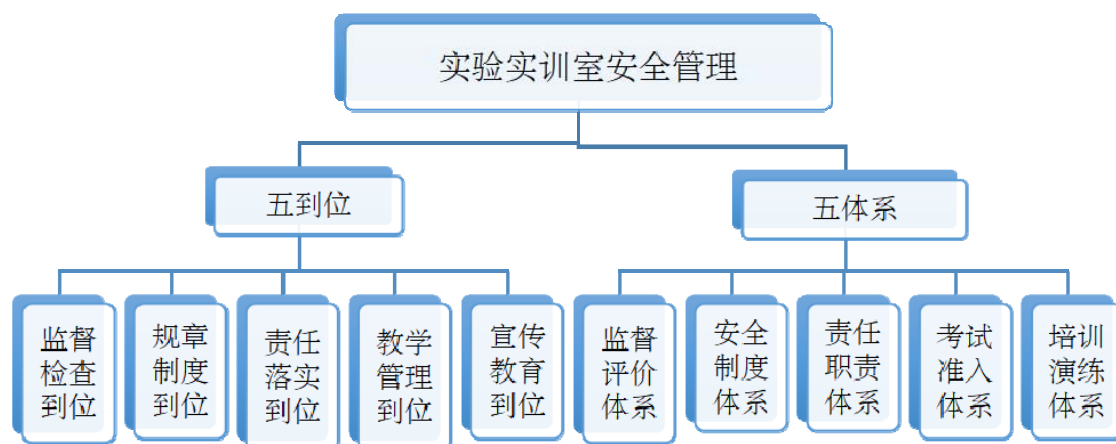 实验实训室安全管理
五到位
五体系
监督
检查
到位
规章
制度
到位
责任
落实
到位
教学
管理
到位
宣传
教育
到位
监督
评价
体系
安全
制度
体系
责任
职责
体系
考试
准入
体系
培训
演练
体系